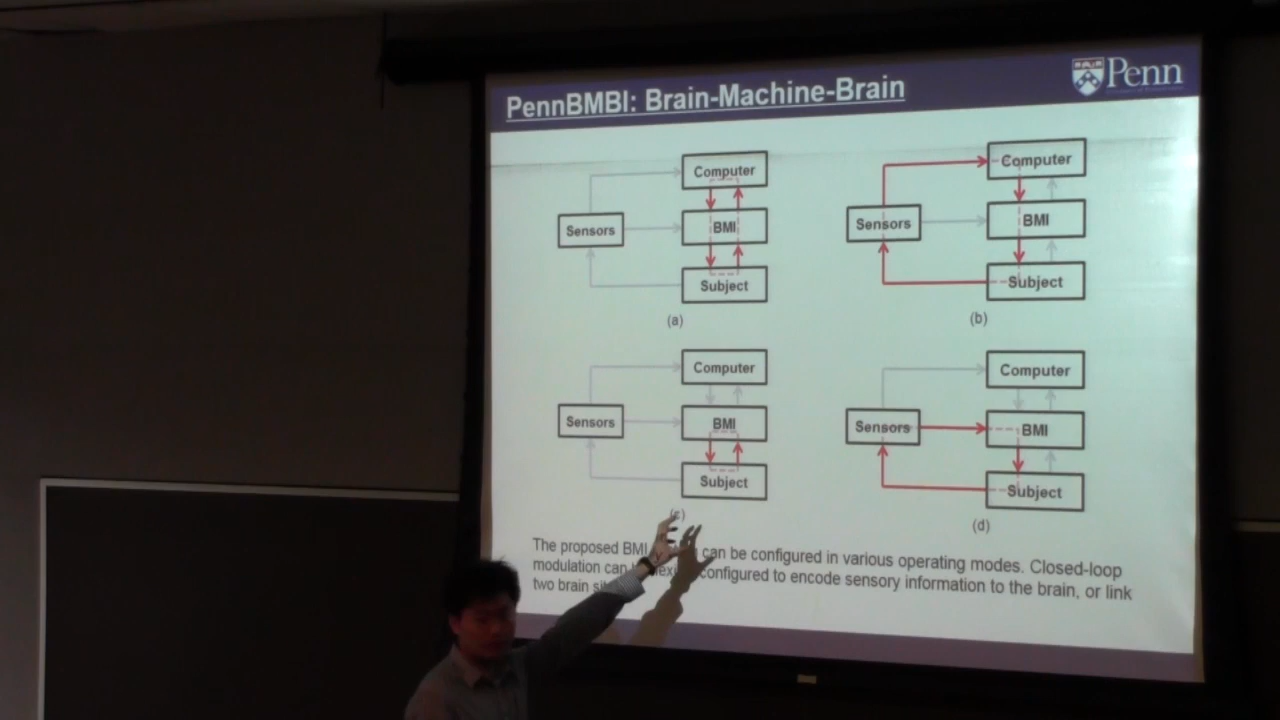 PennBMBI: Brain-Machine-Brain
Penn
Computer
Sensors
BMI
Subject
(a)
Computer
Sensors
BMI
Subject
(b)
Computer
Sensors
BMI
Subject
(c)
Computer
Sensors
BMI
Subject
(d)
The proposed BMI can be configured in various operating modes. Closed-loop
modulation can configured to encode sensory information to the brain, or link
two brain